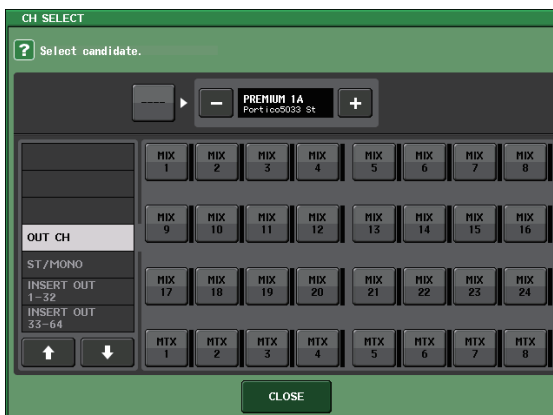 CH SELECT
? Select candidate.
----
− PREMIUM 1A +
Portico5033 St
MIX 1 MIX 2 MIX 3 MIX 4 MIX 5 MIX 6 MIX 7 MIX 8
MIX 9 MIX 10 MIX 11 MIX 12 MIX 13 MIX 14 MIX 15 MIX 16
OUT CH
ST/MONO
INSERT OUT
1-32
INSERT OUT
33-64
MIX 17 MIX 18 MIX 19 MIX 20 MIX 21 MIX 22 MIX 23 MIX 24
MTX 1 MTX 2 MTX 3 MTX 4 MTX 5 MTX 6 MTX 7 MTX 8
CLOSE